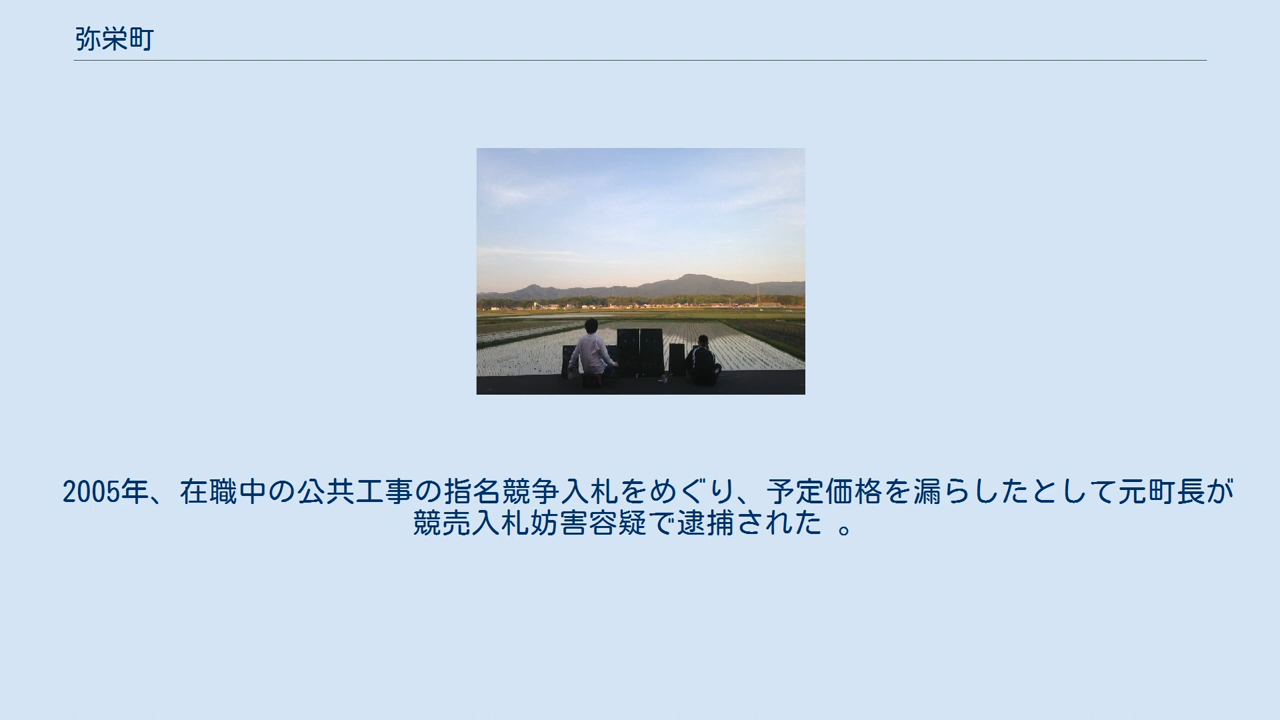 弥栄町
2005年、在職中の公共工事の指名競争入札をめぐり、予定価格を漏らしたとして元町長が
競売入札妨害容疑で逮捕された 。